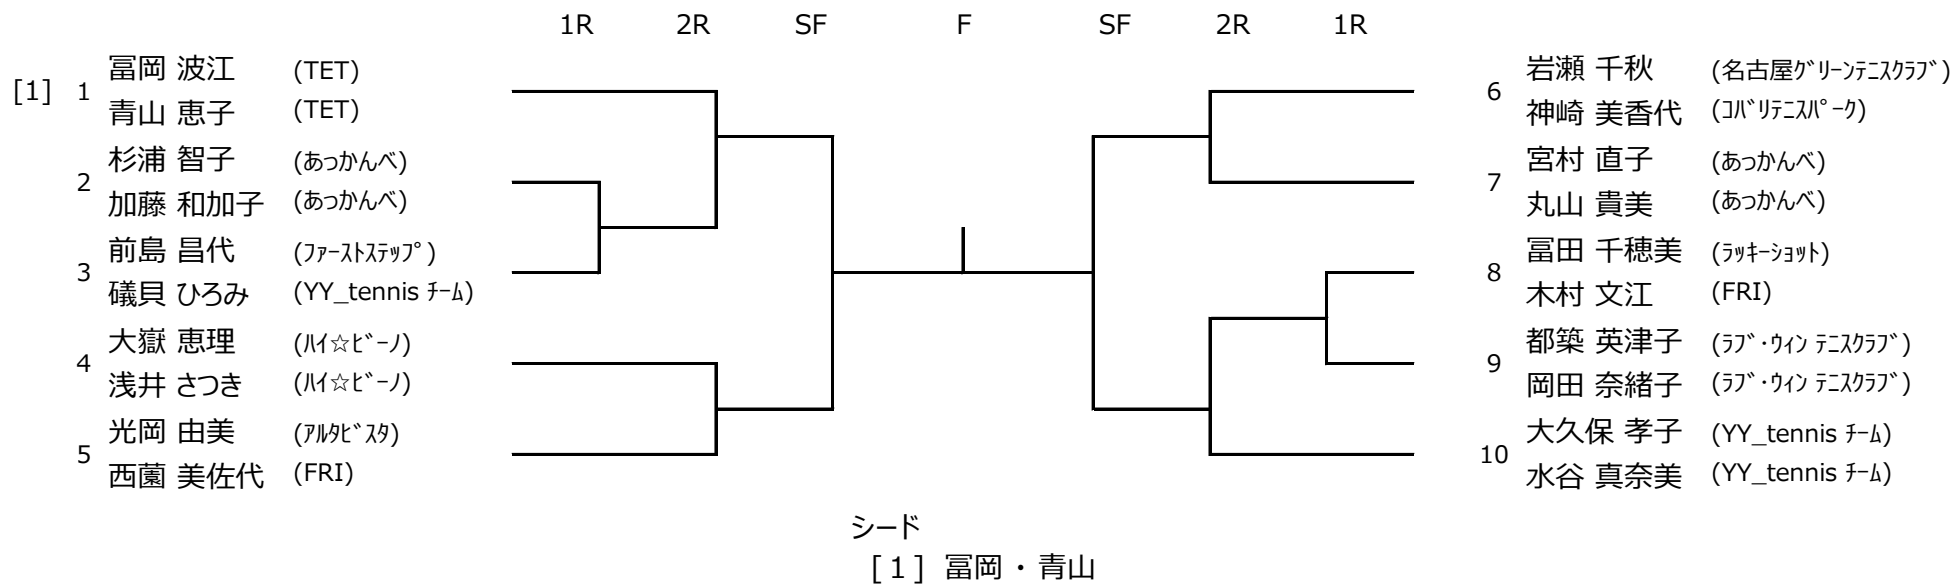 1R 2R SF F SF 2R 1R
[1] 1 冨岡 波江 (TET)
青山 恵子 (TET)
2 杉浦 智子 (あっかんべ)
加藤 和加子 (あっかんべ)
3 前島 昌代 (ﾌｧｰｽﾄｽﾃｯﾌﾟ)
礒貝 ひろみ (YY_tennis ﾁｰﾑ)
4 大嶽 恵理 (ﾊｲ☆ﾋﾞｰﾉ)
浅井 さつき (ﾊｲ☆ﾋﾞｰﾉ)
5 光岡 由美 (ｱﾙﾀﾋﾞｽﾀ)
西薗 美佐代 (FRI)
6 岩瀬 千秋 (名古屋ｸﾞﾘｰﾝﾃﾆｽｸﾗﾌﾞ)
神崎 美香代 (ｺﾊﾞﾘﾃﾆｽﾊﾟｰｸ)
7 宮村 直子 (あっかんべ)
丸山 貴美 (あっかんべ)
8 冨田 千穂美 (ﾗｯｷｰｼｮｯﾄ)
木村 文江 (FRI)
9 都築 英津子 (ﾗﾌﾞ･ｳｨﾝ ﾃﾆｽｸﾗﾌﾞ)
岡田 奈緒子 (ﾗﾌﾞ･ｳｨﾝ ﾃﾆｽｸﾗﾌﾞ)
10 大久保 孝子 (YY_tennis ﾁｰﾑ)
水谷 真奈美 (YY_tennis ﾁｰﾑ)
シード
[1] 冨岡・青山